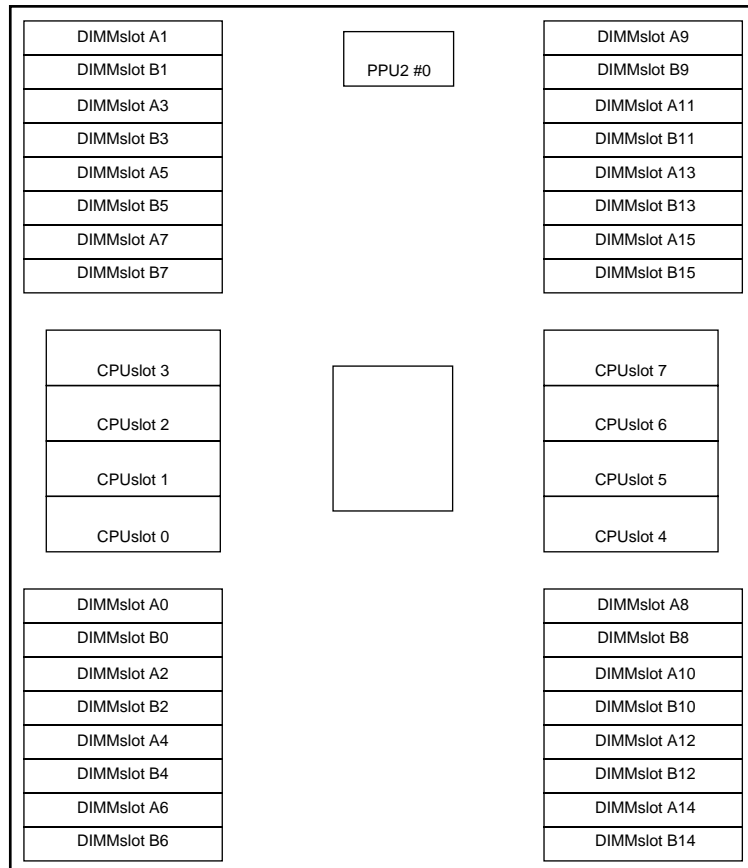 DIMMslot A1
DIMMslot B1
DIMMslot A3
DIMMslot B3
DIMMslot A5
DIMMslot B5
DIMMslot A7
DIMMslot B7
PPU2 #0
DIMMslot A9
DIMMslot B9
DIMMslot A11
DIMMslot B11
DIMMslot A13
DIMMslot B13
DIMMslot A15
DIMMslot B15
CPUslot 3
CPUslot 2
CPUslot 1
CPUslot 0
CPUslot 7
CPUslot 6
CPUslot 5
CPUslot 4
DIMMslot A0
DIMMslot B0
DIMMslot A2
DIMMslot B2
DIMMslot A4
DIMMslot B4
DIMMslot A6
DIMMslot B6
DIMMslot A8
DIMMslot B8
DIMMslot A10
DIMMslot B10
DIMMslot A12
DIMMslot B12
DIMMslot A14
DIMMslot B14